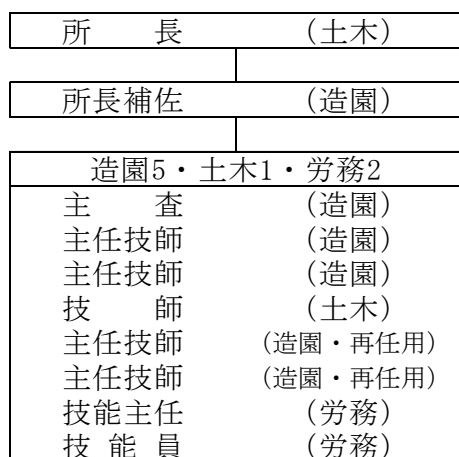 所　　長　（土木）
所長補佐　（造園）
造園5・土木1・労務2
主　　査　（造園）
主任技師　（造園）
主任技師　（造園）
技　　師　（土木）
主任技師　（造園・再任用）
主任技師　（造園・再任用）
技能主任　（労務）
技 能 員　（労務）